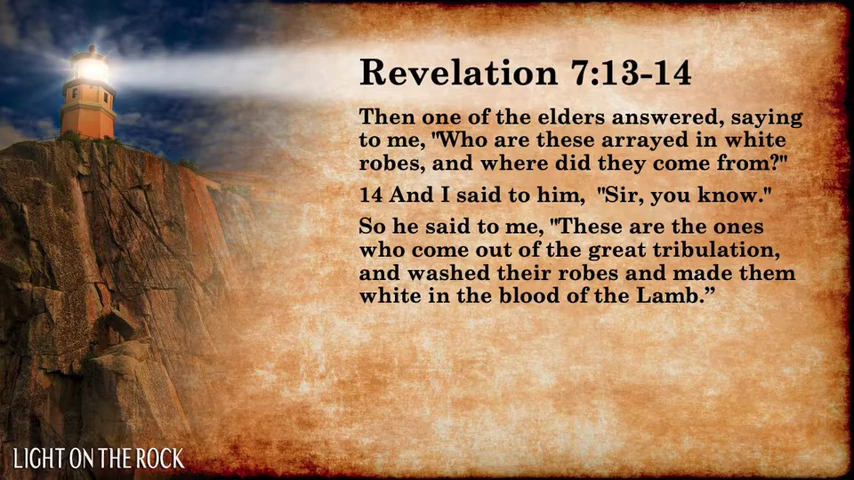 Revelation 7:13-14
Then one of the elders answered, saying
to me, "Who are these arrayed in white
robes, and where did they come from?"
14 And I said to him, "Sir, you know."
So he said to me, "These are the ones
who come out of the great tribulation,
and washed their robes and made them
white in the blood of the Lamb.”
LIGHT ON THE ROCK